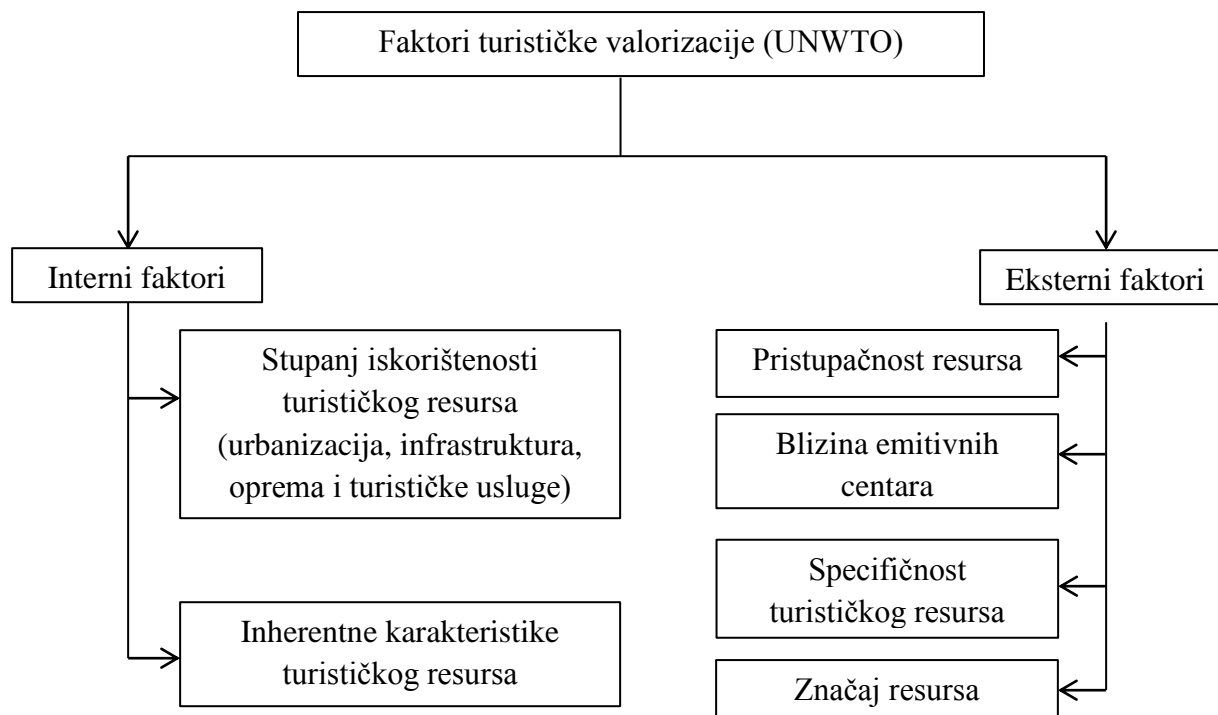 Faktori turističke valorizacije (UNWTO)
Interni faktori
Stupanj iskorištenosti
turističkog resursa
(urbanizacija, infrastruktura,
oprema i turističke usluge)
Inherentne karakteristike
turističkog resursa
Eksterni faktori
Pristupačnost resursa
Blizina emitivnih
centara
Specifičnost
turističkog resursa
Značaj resursa